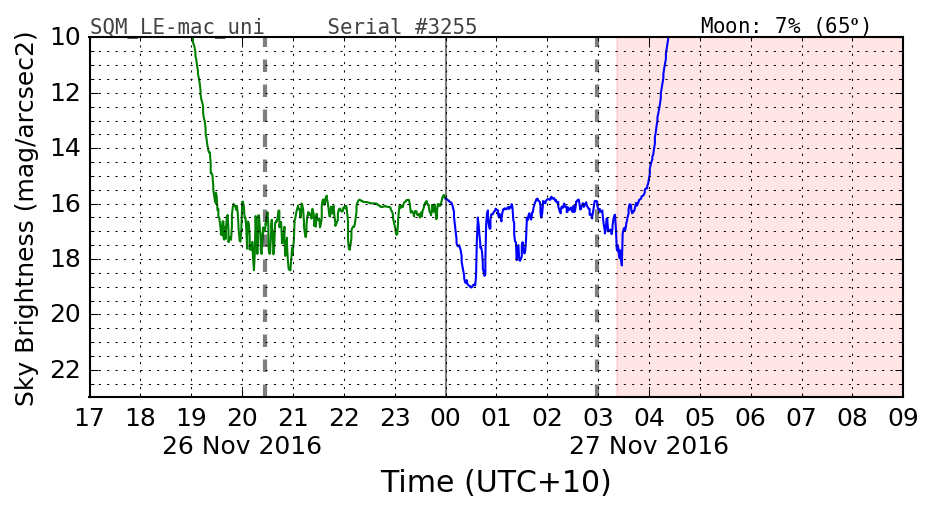 SQM_LE-mac_uni Serial #3255 Moon: 7% (65°)
Sky Brightness (mag/arcsec2)
10
12
14
16
18
20
22
17 18 19 20 21 22 23 00 01 02 03 04 05 06 07 08 09
26 Nov 2016 27 Nov 2016
Time (UTC+10)